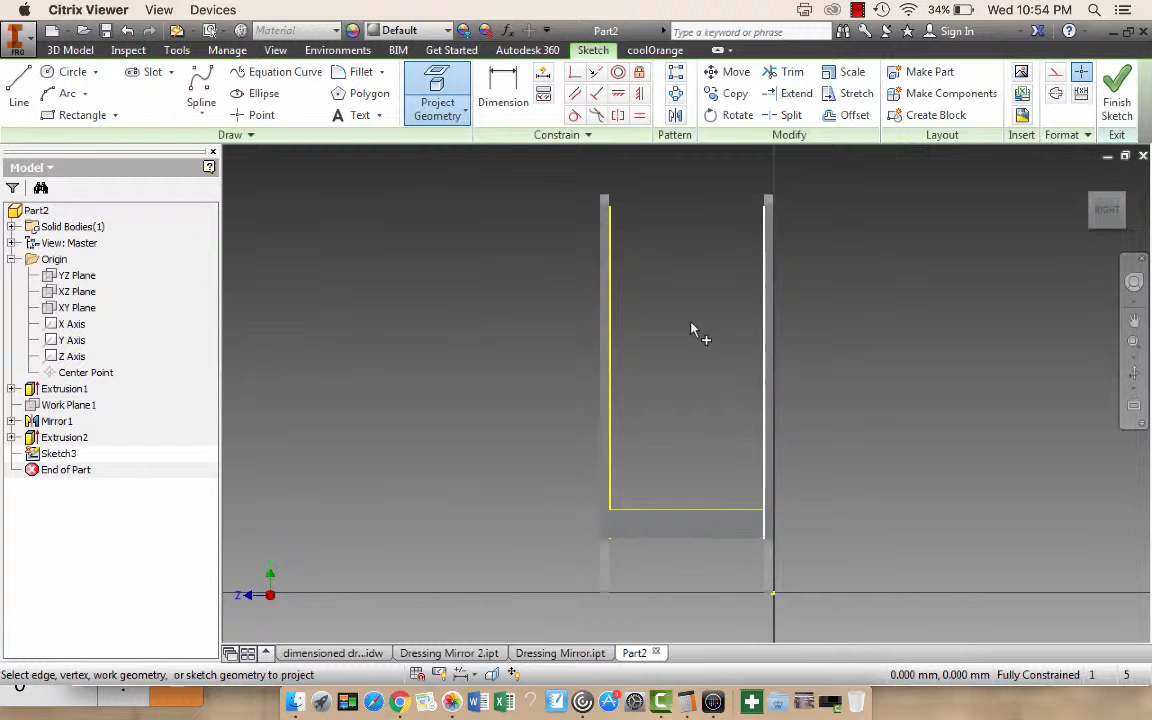 Citrix Viewer View Devices 34% Wed 10:54 PM
PRO Material Default Part2 Type a keyword or phrase Sign In
3D Model Inspect Tools Manage View Environments BIM Get Started Autodesk 360 Sketch coolOrange
Line Circle Arc Rectangle Slot Spline Equation Curve Ellipse Point Fillet Polygon Text Project Geometry Dimension Move Copy Rotate Trim Extend Split Scale Stretch Offset Make Part Make Components Create Block Finish Sketch
Draw Constrain Pattern Modify Layout Insert Format Exit
Model
Part2
Solid Bodies(1)
View: Master
Origin
YZ Plane
XZ Plane
XY Plane
X Axis
Y Axis
Z Axis
Center Point
Extrusion1
Work Plane1
Mirror1
Extrusion2
Sketch3
End of Part
RIGHT
Z
dimensioned dr...idw Dressing Mirror 2.ipt Dressing Mirror.ipt Part2
Select edge, vertex, work geometry, or sketch geometry to project 0.000 mm, 0.000 mm Fully Constrained 1 5